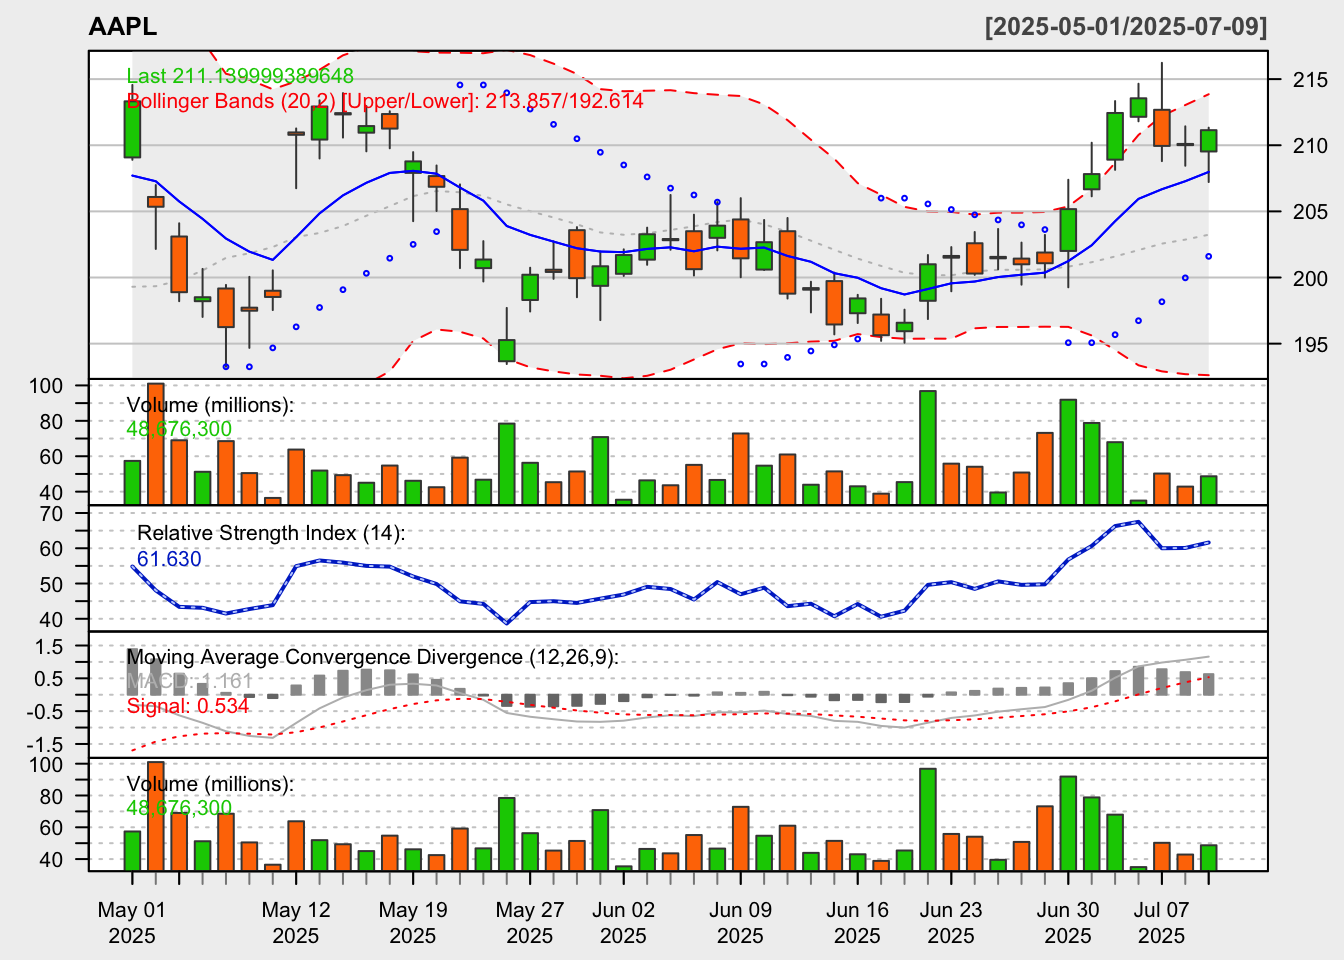 AAPL [2025-05-01/2025-07-09]
Last 211.139999389648
Bollinger Bands (20,2) [Upper/Lower]: 213.857/192.614
215
210
205
200
195
Volume (millions):
48,676,300
100
80
60
40
Relative Strength Index (14):
61.630
70
60
50
40
Moving Average Convergence Divergence (12,26,9):
MACD: 1.161
Signal: 0.534
1.5
0.5
-0.5
-1.5
Volume (millions):
48,676,300
100
80
60
40
May 01 May 12 May 19 May 27 Jun 02 Jun 09 Jun 16 Jun 23 Jun 30 Jul 07
2025 2025 2025 2025 2025 2025 2025 2025 2025 2025